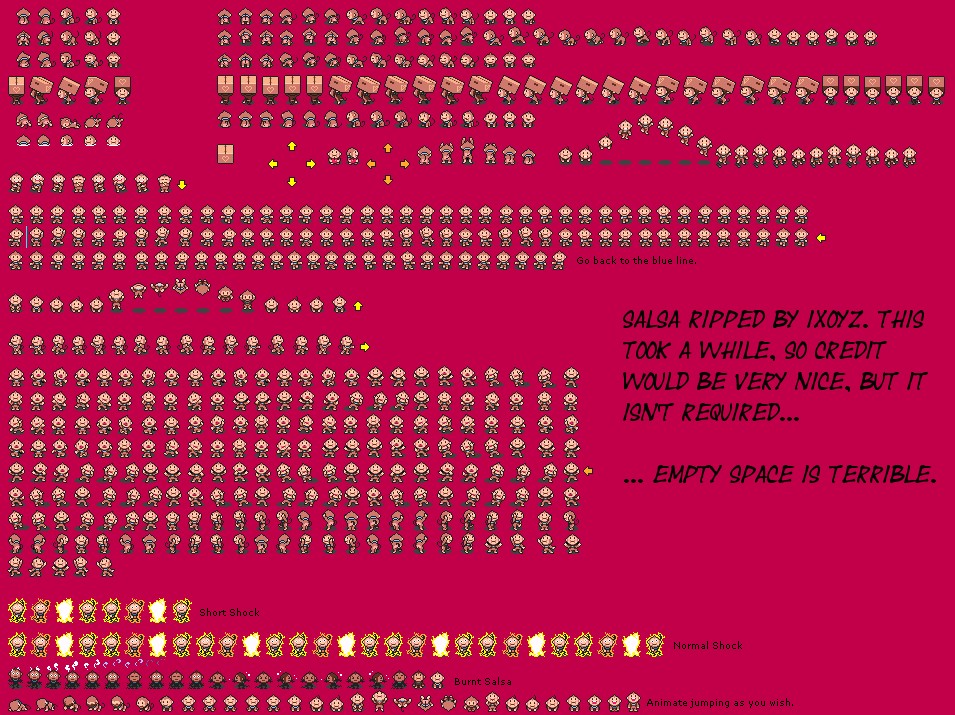 Go back to the blue line.
SALSA RIPPED BY IXOYZ. THIS
TOOK A WHILE, SO CREDIT
WOULD BE VERY NICE, BUT IT
ISN'T REQUIRED...
... EMPTY SPACE IS TERRIBLE.
Short Shock
Normal Shock
Burnt Salsa
Animate jumping as you wish.